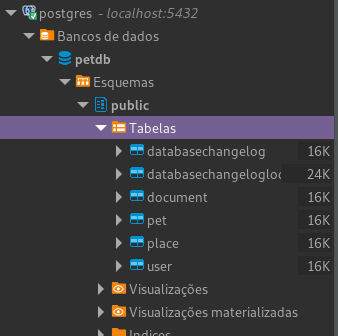 postgres - localhost:5432
Bancos de dados
petdb
Esquemas
public
Tabelas
databasechangelog 16K
databasechangelogloc 24K
document 16K
pet 16K
place 16K
user 16K
Visualizações
Visualizações materializadas
Indices